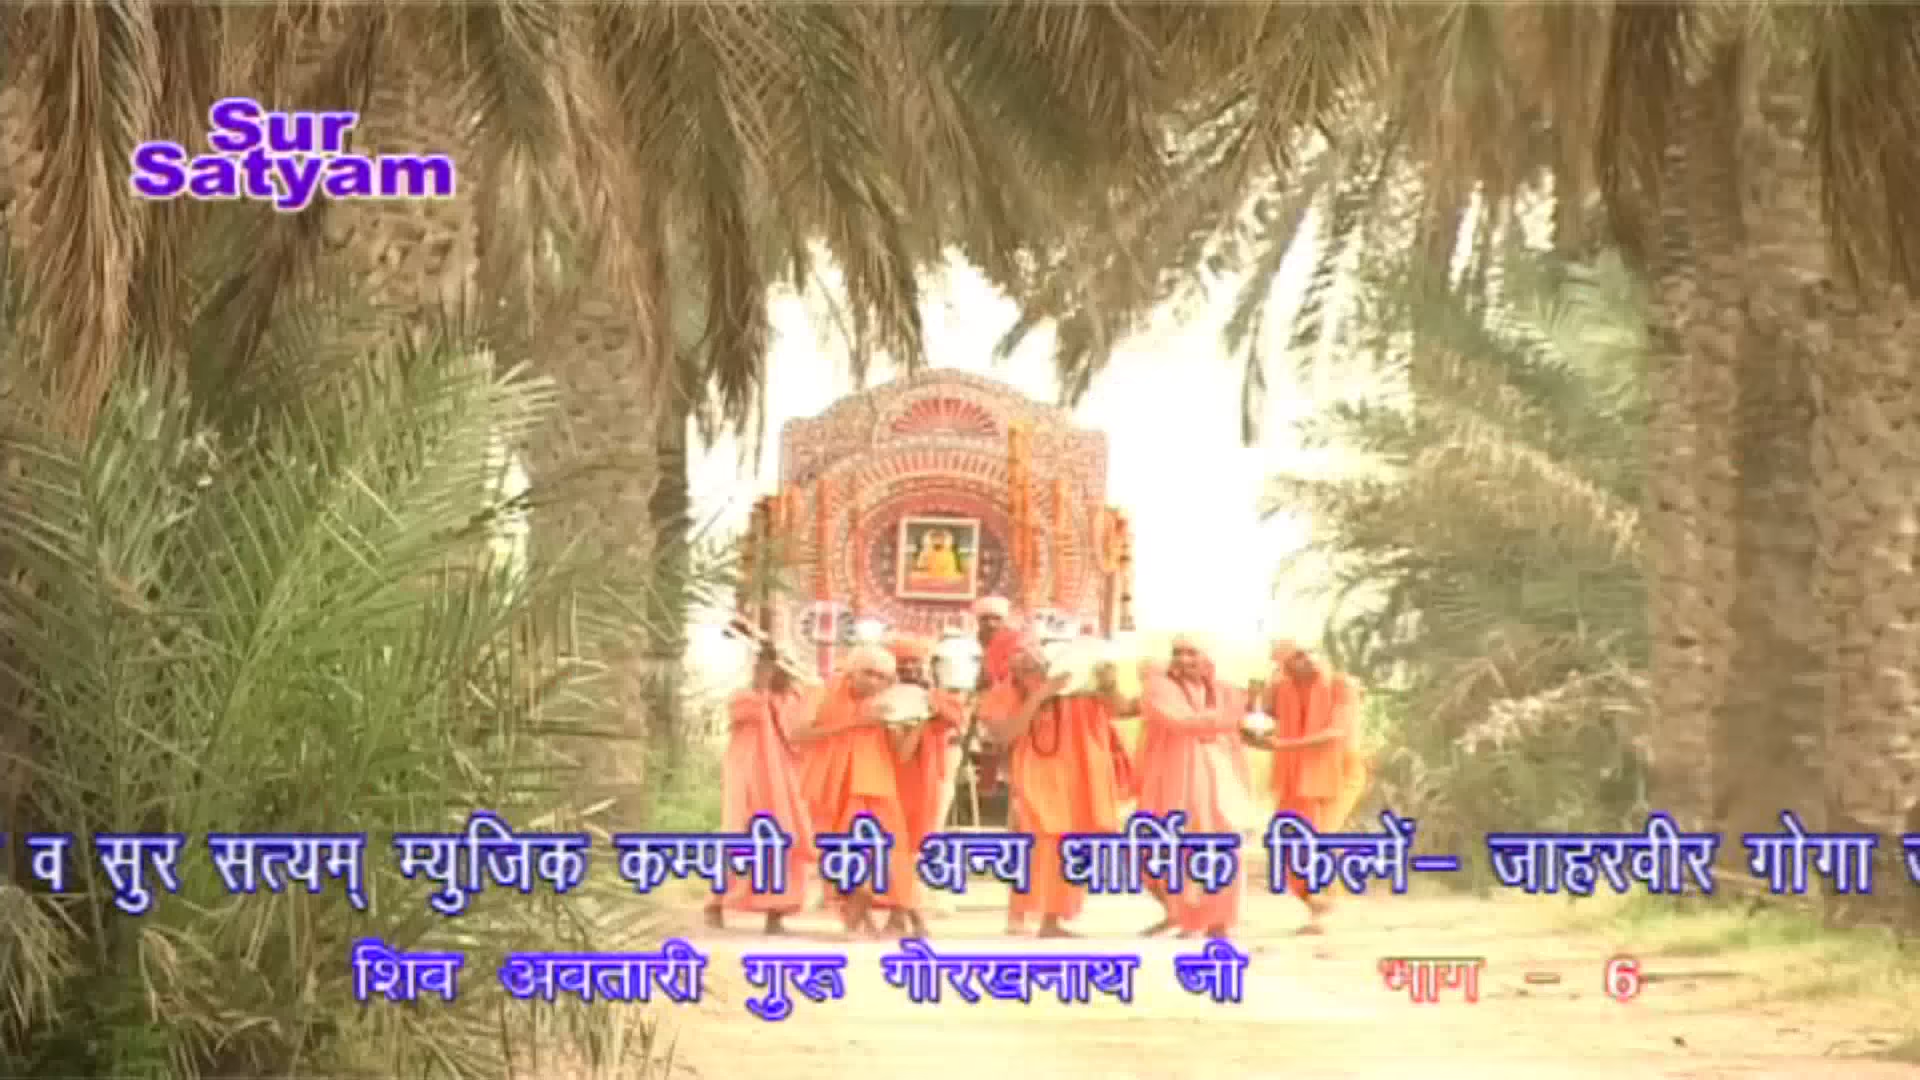 Sur
Satyam
व सुर सत्यम् म्युजिक कम्पनी की अन्य धार्मिक फिल्में– जाहरवीर गोगा
शिव अवतारी गुरू गोरखनाथ जी भाग - 6